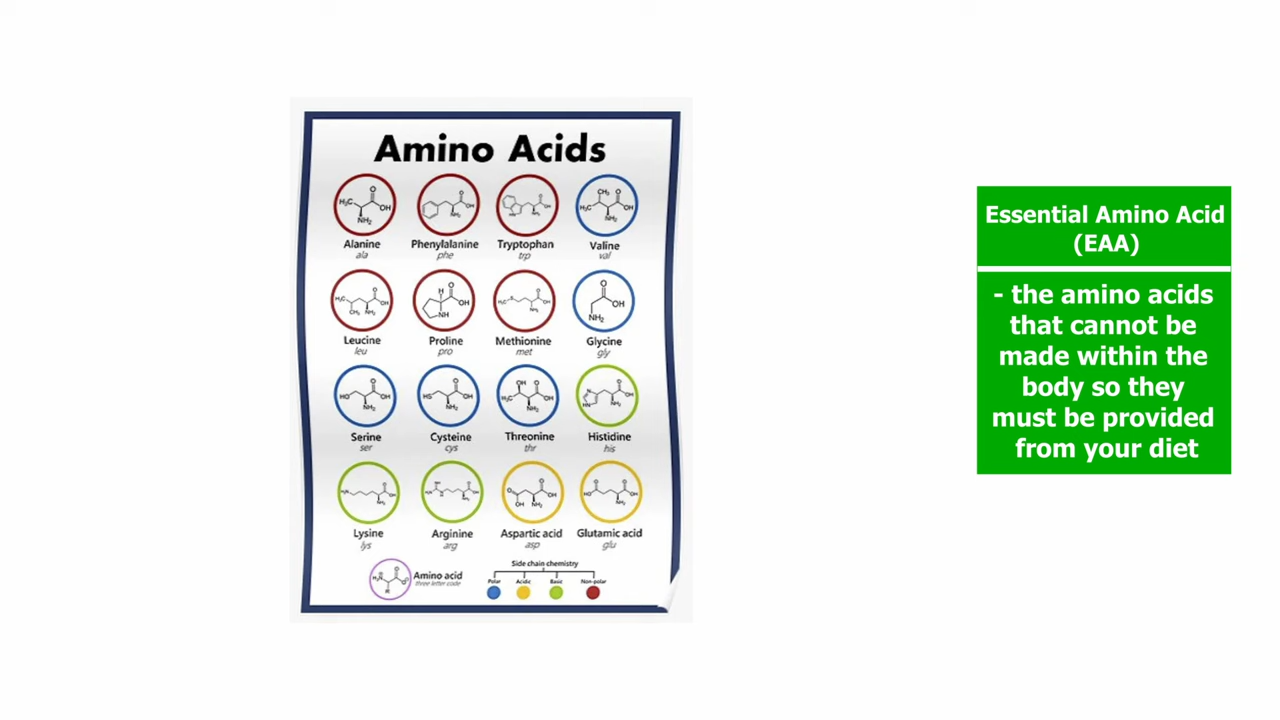 Amino Acids
Alanine Phenylalanine Tryptophan Valine
ala phe trp val
Leucine Proline Methionine Glycine
leu pro met gly
Serine Cysteine Threonine Histidine
ser cys thr his
Lysine Arginine Aspartic acid Glutamic acid
lys arg asp glu
Amino acid
three letter code
Side chain chemistry
Polar Acidic Basic Non-polar
Essential Amino Acid
(EAA)
- the amino acids
that cannot be
made within the
body so they
must be provided
from your diet